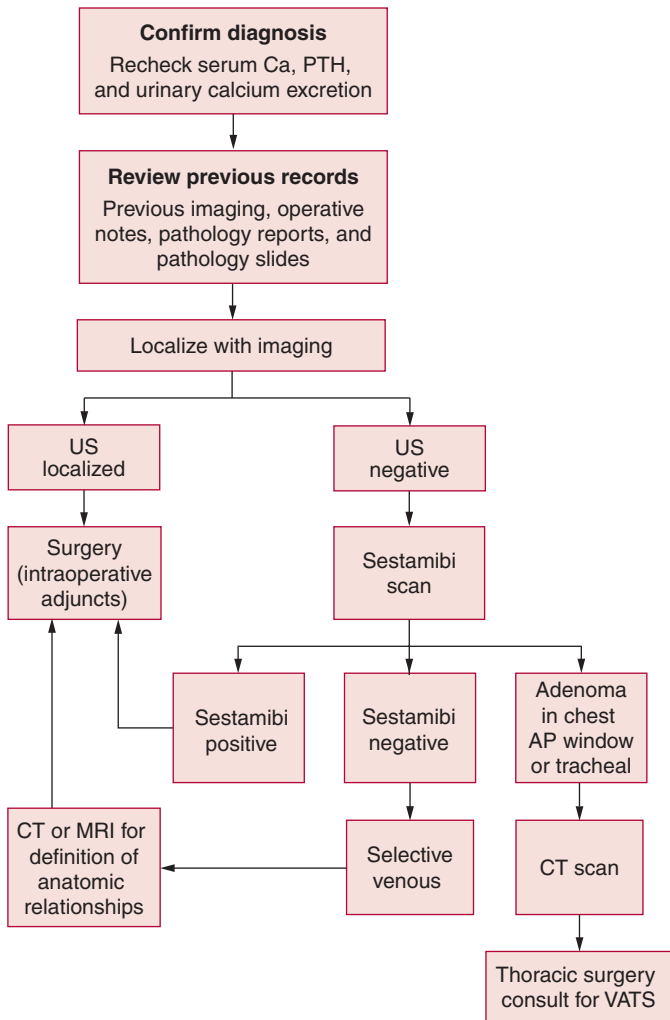 Confirm diagnosis
Recheck serum Ca, PTH,
and urinary calcium excretion
Review previous records
Previous imaging, operative
notes, pathology reports, and
pathology slides
Localize with imaging
US
localized
US
negative
Surgery
(intraoperative
adjuncts)
Sestamibi
scan
Sestamibi
positive
Sestamibi
negative
Adenoma
in chest
AP window
or tracheal
CT or MRI for
definition of
anatomic
relationships
Selective
venous
CT scan
Thoracic surgery
consult for VATS